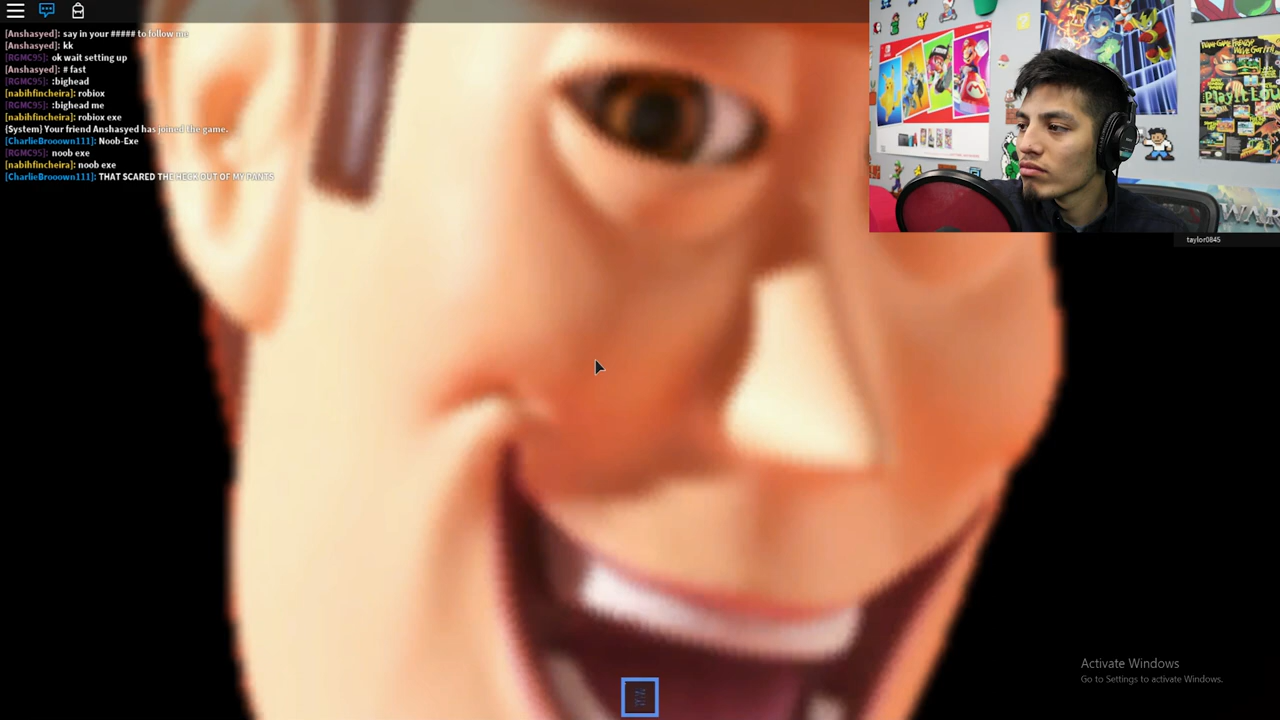 [Anshasyed]: say in your ##### to follow me
[Anshasyed]: kk
[RGMC95]: ok wait setting up
[Anshasyed]: # fast
[RGMC95]: :bighead
[nabihfincheira]: robiox
[RGMC95]: :bighead me
[nabihfincheira]: robiox exe
{System} Your friend Anshasyed has joined the game.
[CharlieBrooown111]: Noob-Exe
[RGMC95]: noob exe
[nabihfincheira]: noob exe
[CharlieBrooown111]: THAT SCARED THE HECK OUT OF MY PANTS
taylor0845
WAR
Activate Windows
Go to Settings to activate Windows.